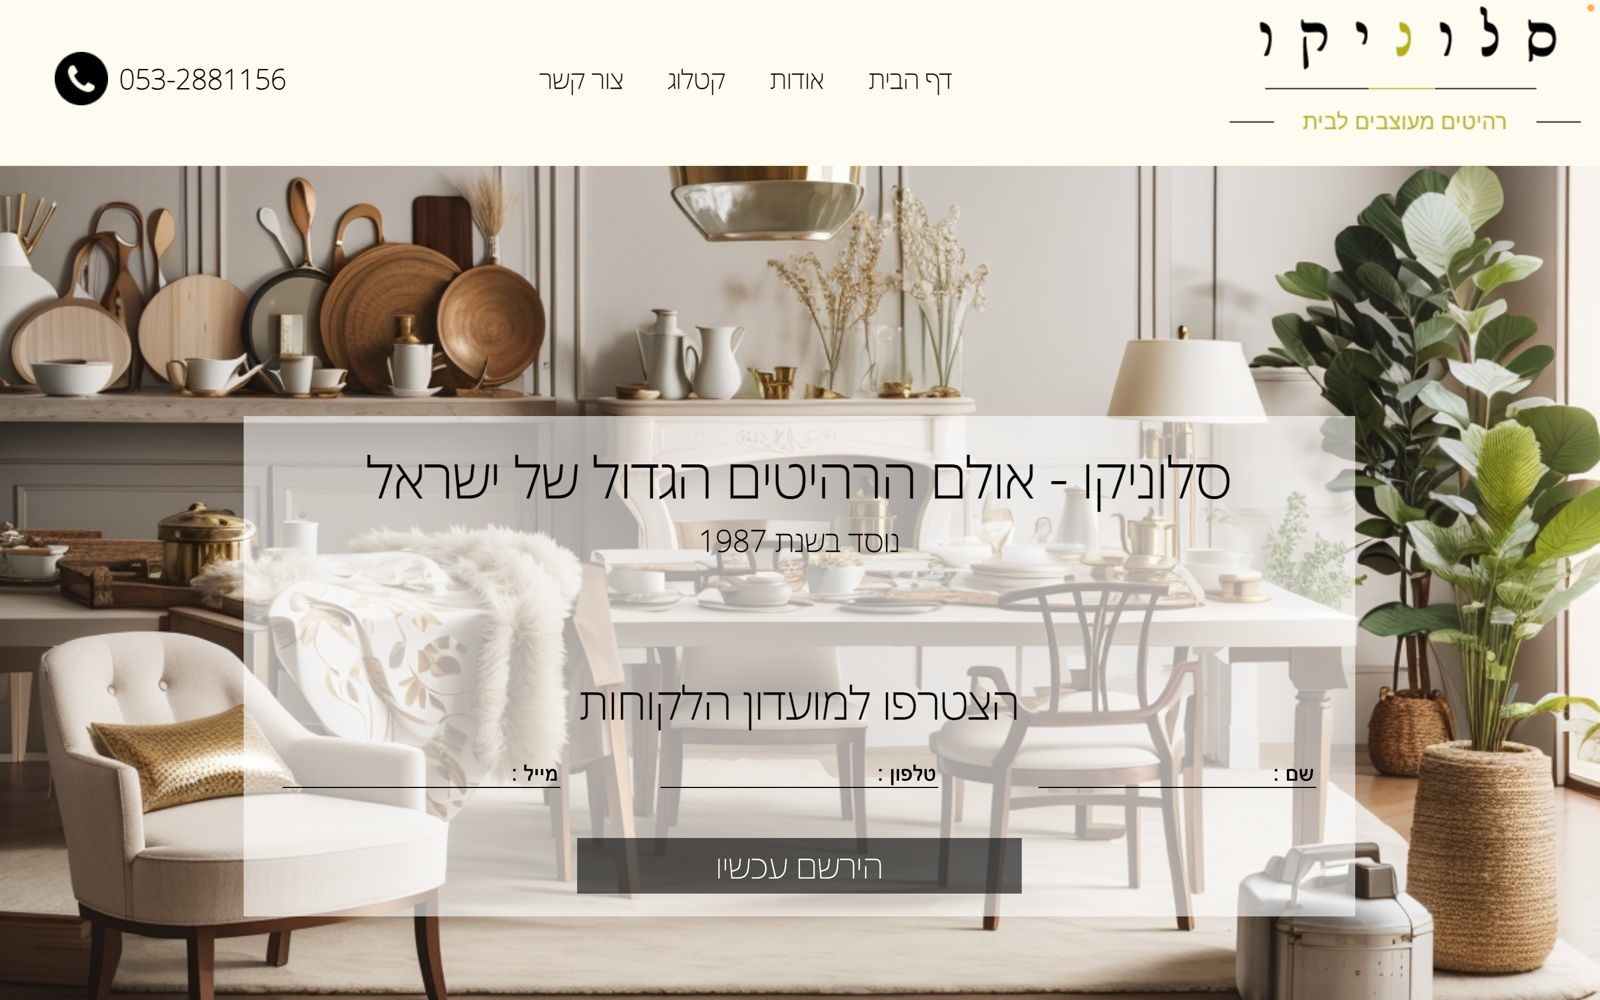 סלוניקו
רהיטים מעוצבים לבית
דף הבית
אודות
קטלוג
צור קשר
053-2881156
סלוניקו - אולם הרהיטים הגדול של ישראל
נוסד בשנת 1987
הצטרפו למועדון הלקוחות
שם :
טלפון :
מייל :
הירשם עכשיו